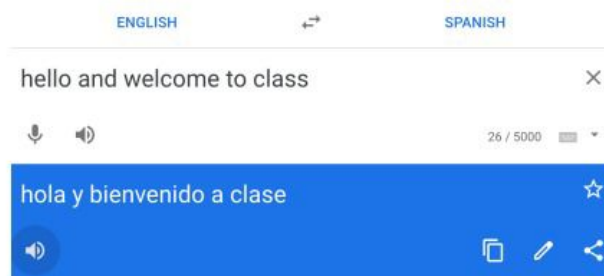 ENGLISH SPANISH
hello and welcome to class
26 / 5000
hola y bienvenido a clase